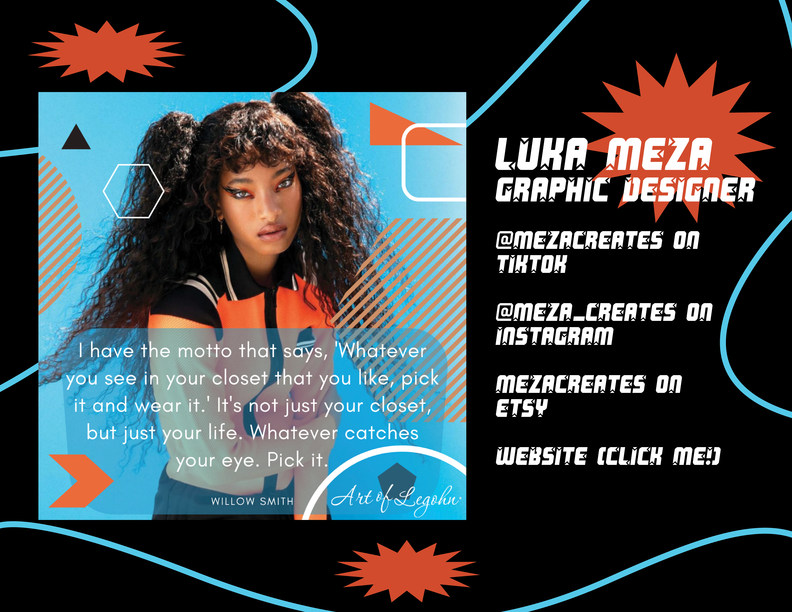 LUKA MEZA
GRAPHIC DESIGNER
@MEZACREATES ON
TIKTOK
@MEZA_CREATES ON
INSTAGRAM
MEZACREATES ON
ETSY
WEBSITE (CLICK ME!)
I have the motto that says, 'Whatever
you see in your closet that you like, pick
it and wear it.' It's not just your closet,
but just your life. Whatever catches
your eye. Pick it.
WILLOW SMITH
Art of Legohn